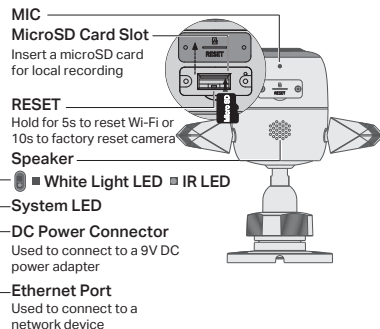 MIC
MicroSD Card Slot
Insert a microSD card
for local recording
RESET
RESET
RESET
Hold for 5s to reset Wi-Fi or
10s to factory reset camera
Speaker
White Light LED IR LED
System LED
DC Power Connector
Used to connect to a 9V DC
power adapter
Ethernet Port
Used to connect to a
network device